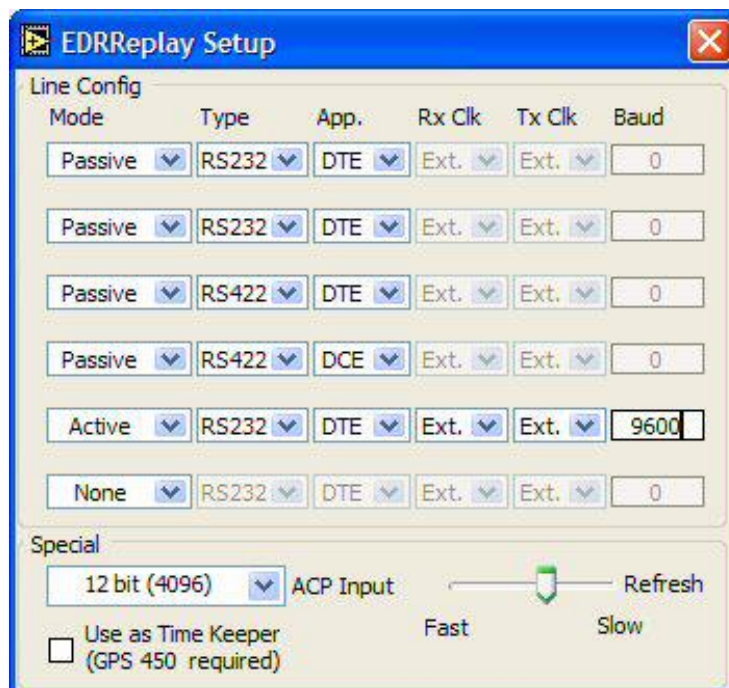 EDRReplay Setup
Line Config
Mode Type App. Rx Clk Tx Clk Baud
Passive RS232 DTE Ext. Ext. 0
Passive RS232 DTE Ext. Ext. 0
Passive RS422 DTE Ext. Ext. 0
Passive RS422 DCE Ext. Ext. 0
Active RS232 DTE Ext. Ext. 9600
None RS232 DTE Ext. Ext. 0
Special
12 bit (4096) ACP Input Refresh
Fast Slow
Use as Time Keeper
(GPS 450 required)